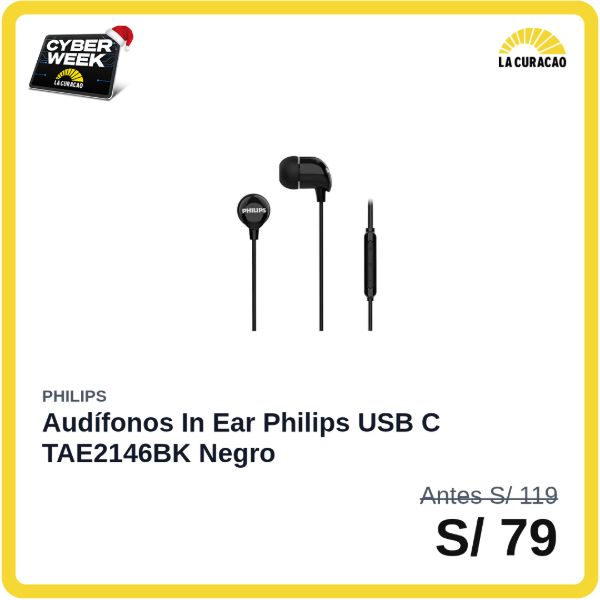 CYBER
WEEK
LA CURACAO
LA CURACAO
PHILIPS
PHILIPS
Audífonos In Ear Philips USB C
TAE2146BK Negro
Antes S/ 119
S/ 79